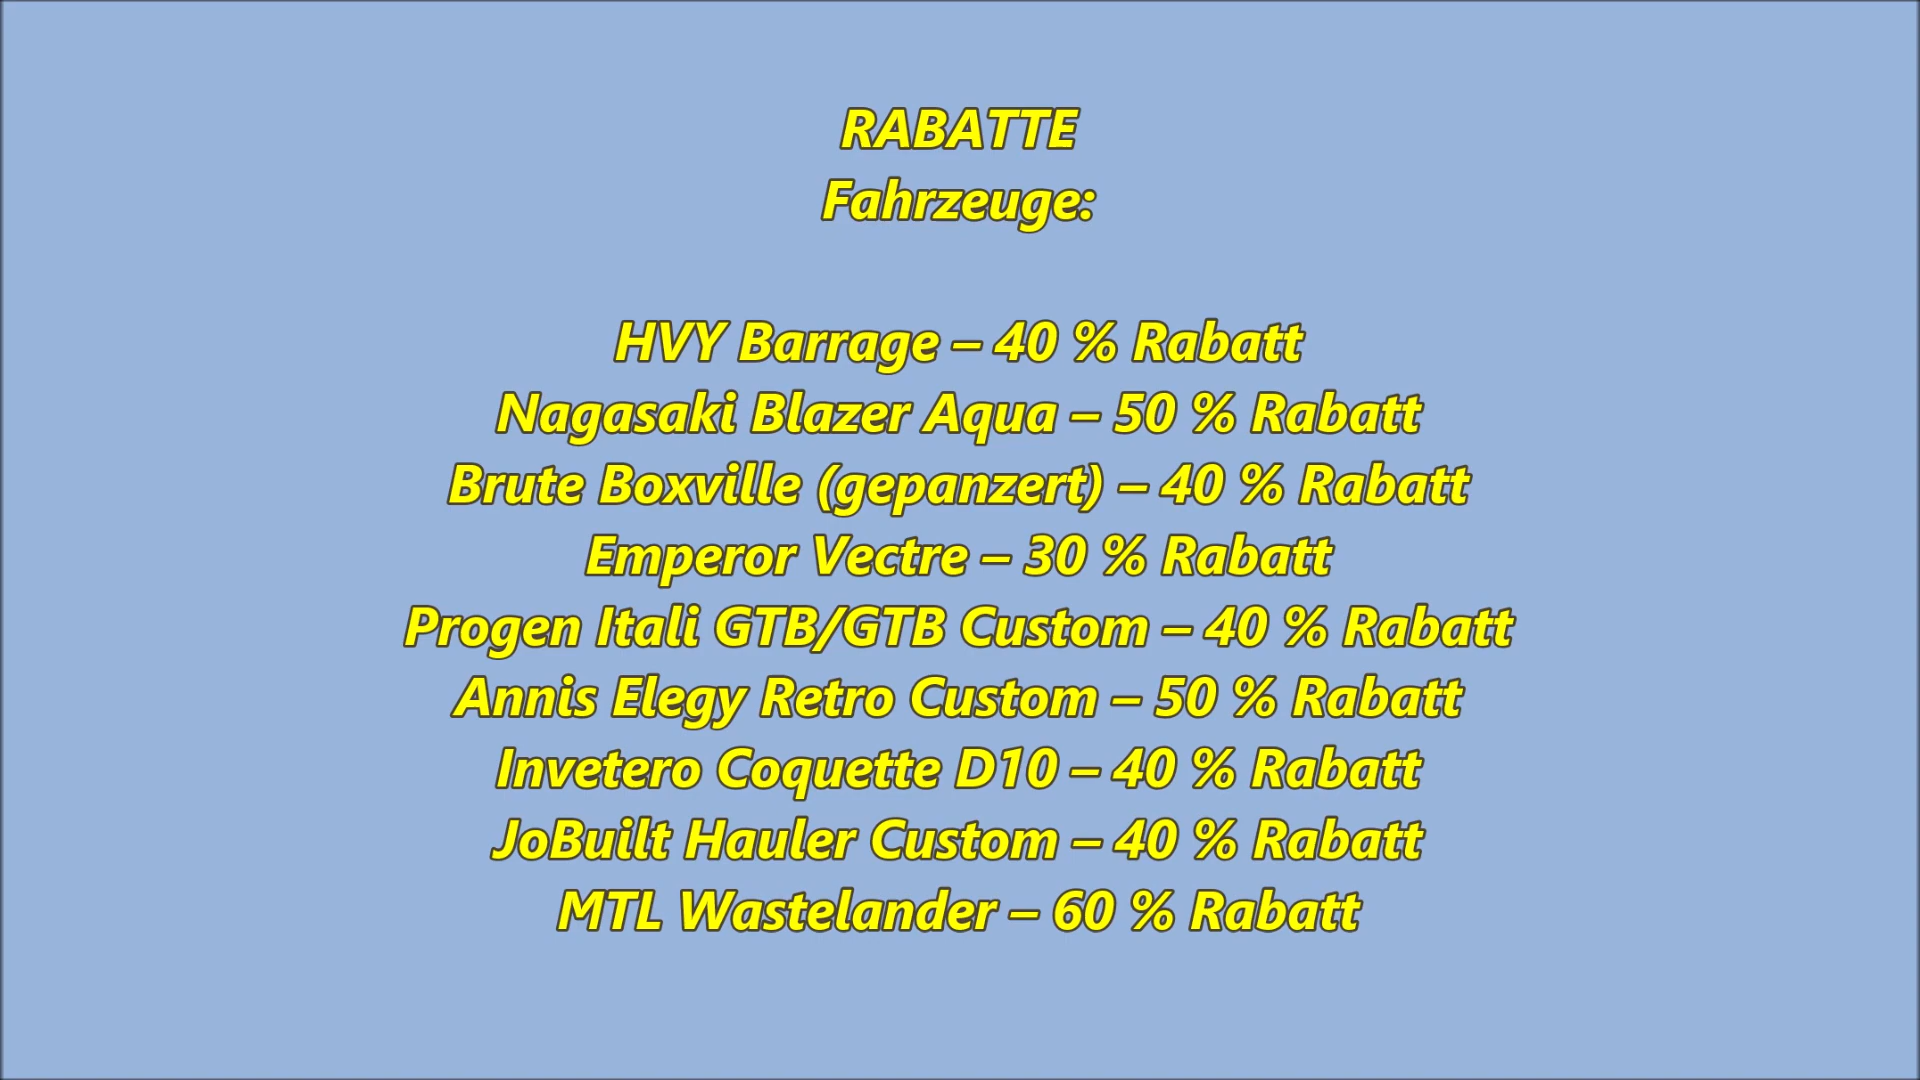 RABATTE
Fahrzeuge:
HVY Barrage – 40 % Rabatt
Nagasaki Blazer Aqua – 50 % Rabatt
Brute Boxville (gepanzert) – 40 % Rabatt
Emperor Vectre – 30 % Rabatt
Progen Itali GTB/GTB Custom – 40 % Rabatt
Annis Elegy Retro Custom – 50 % Rabatt
Invetero Coquette D10 – 40 % Rabatt
JoBuilt Hauler Custom – 40 % Rabatt
MTL Wastelander – 60 % Rabatt